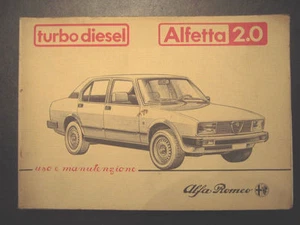 turbo diesel
Alfetta 2.0
uso e manutenzione
Alfa Romeo